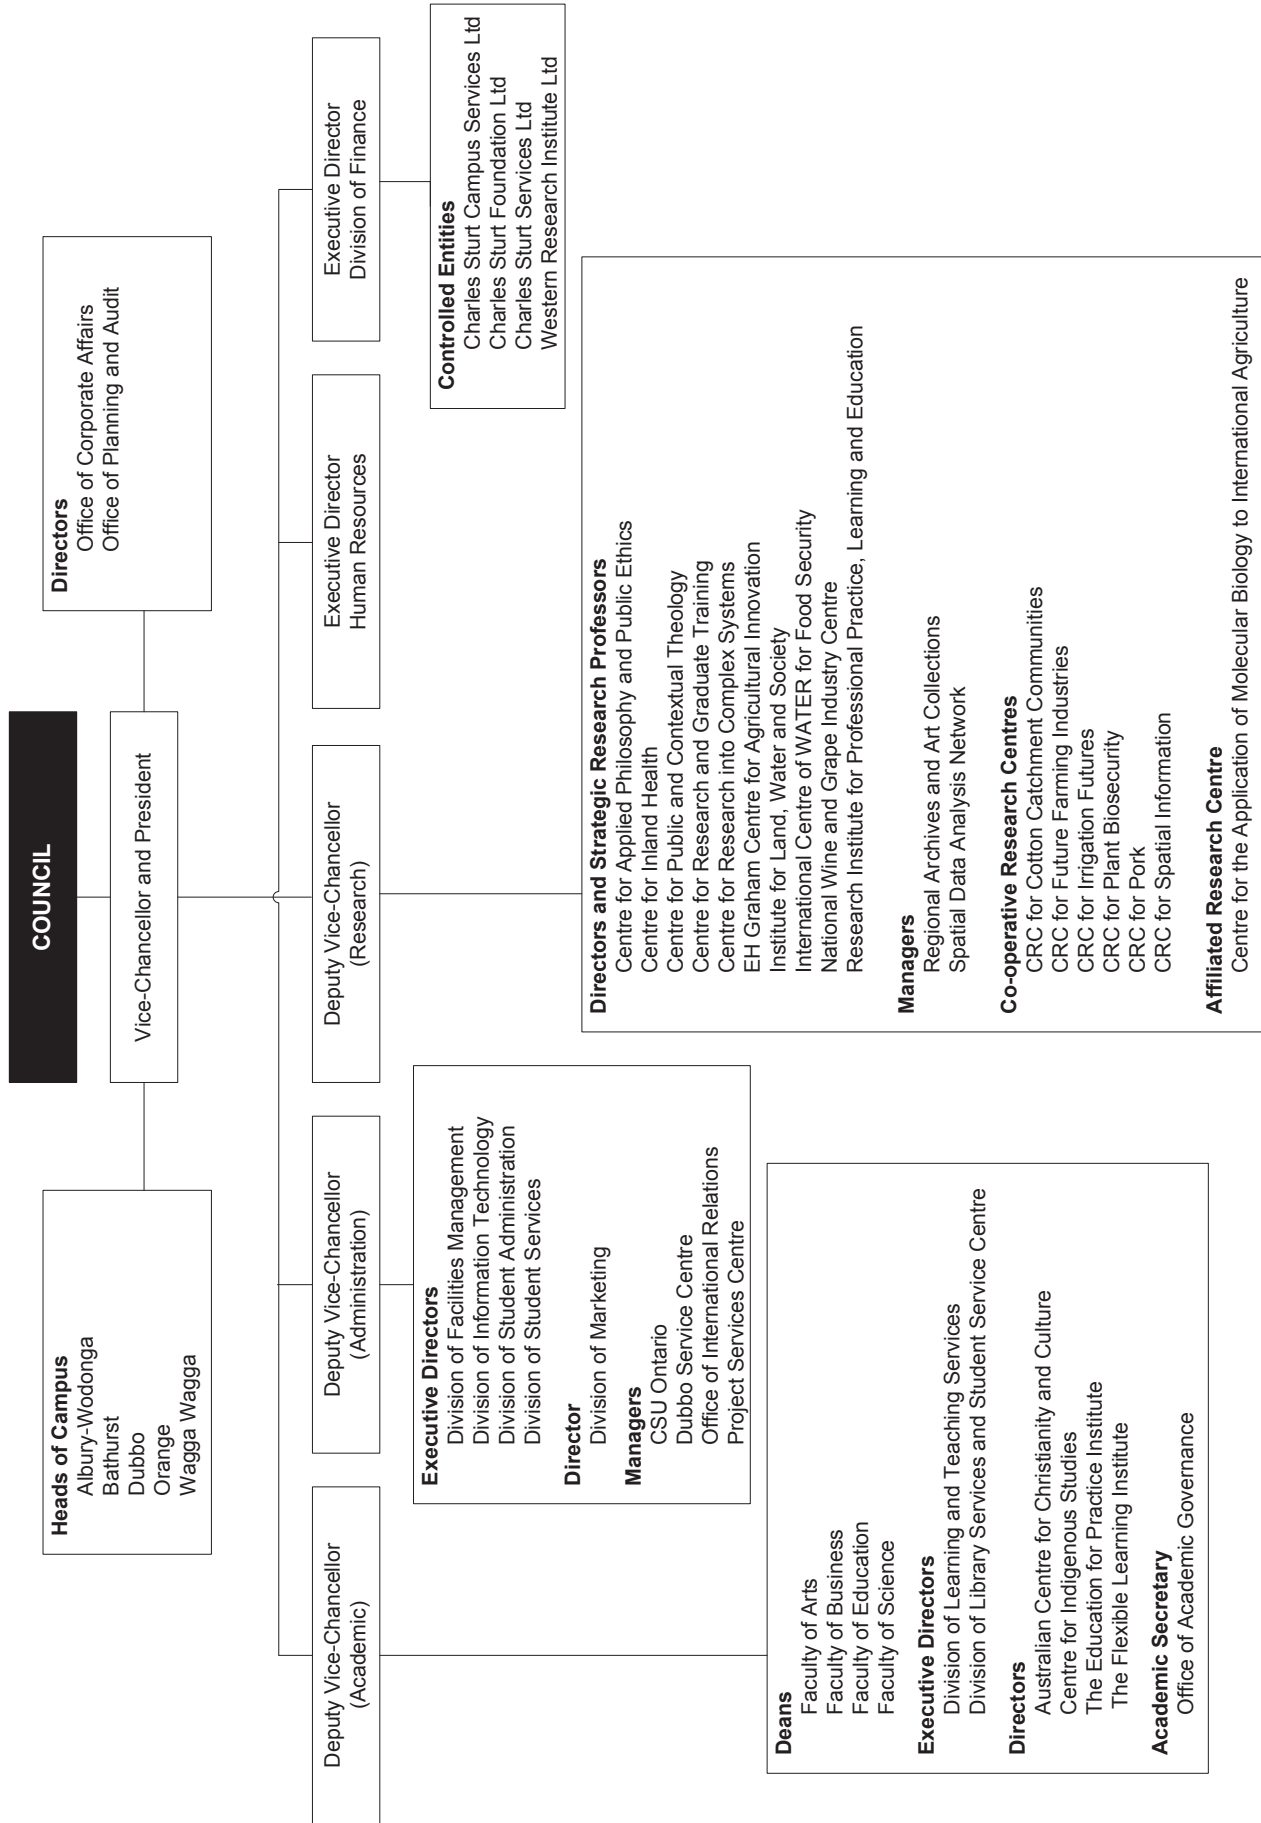 COUNCIL
Vice-Chancellor and President
Heads of Campus
Albury-Wodonga
Bathurst
Dubbo
Orange
Wagga Wagga
Directors
Office of Corporate Affairs
Office of Planning and Audit
Deputy Vice-Chancellor
(Academic)
Deputy Vice-Chancellor
(Administration)
Deputy Vice-Chancellor
(Research)
Executive Director
Human Resources
Executive Director
Division of Finance
Deans
Faculty of Arts
Faculty of Business
Faculty of Education
Faculty of Science
Executive Directors
Division of Learning and Teaching Services
Division of Library Services and Student Service Centre
Directors
Australian Centre for Christianity and Culture
Centre for Indigenous Studies
The Education for Practice Institute
The Flexible Learning Institute
Academic Secretary
Office of Academic Governance
Executive Directors
Division of Facilities Management
Division of Information Technology
Division of Student Administration
Division of Student Services
Director
Division of Marketing
Managers
CSU Ontario
Dubbo Service Centre
Office of International Relations
Project Services Centre
Directors and Strategic Research Professors
Centre for Applied Philosophy and Public Ethics
Centre for Inland Health
Centre for Public and Contextual Theology
Centre for Research and Graduate Training
Centre for Research into Complex Systems
EH Graham Centre for Agricultural Innovation
Institute for Land, Water and Society
International Centre of WATER for Food Security
National Wine and Grape Industry Centre
Research Institute for Professional Practice, Learning and Education
Managers
Regional Archives and Art Collections
Spatial Data Analysis Network
Co-operative Research Centres
CRC for Cotton Catchment Communities
CRC for Future Farming Industries
CRC for Irrigation Futures
CRC for Plant Biosecurity
CRC for Pork
CRC for Spatial Information
Affiliated Research Centre
Centre for the Application of Molecular Biology to International Agriculture
Controlled Entities
Charles Sturt Campus Services Ltd
Charles Sturt Foundation Ltd
Charles Sturt Services Ltd
Western Research Institute Ltd